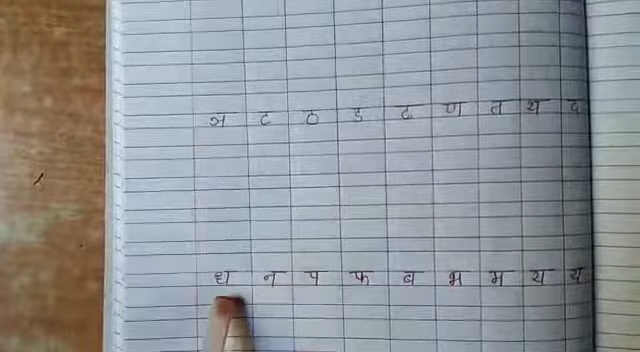 ञ ट ठ ड ढ ण त थ द
ध न प फ ब भ म य